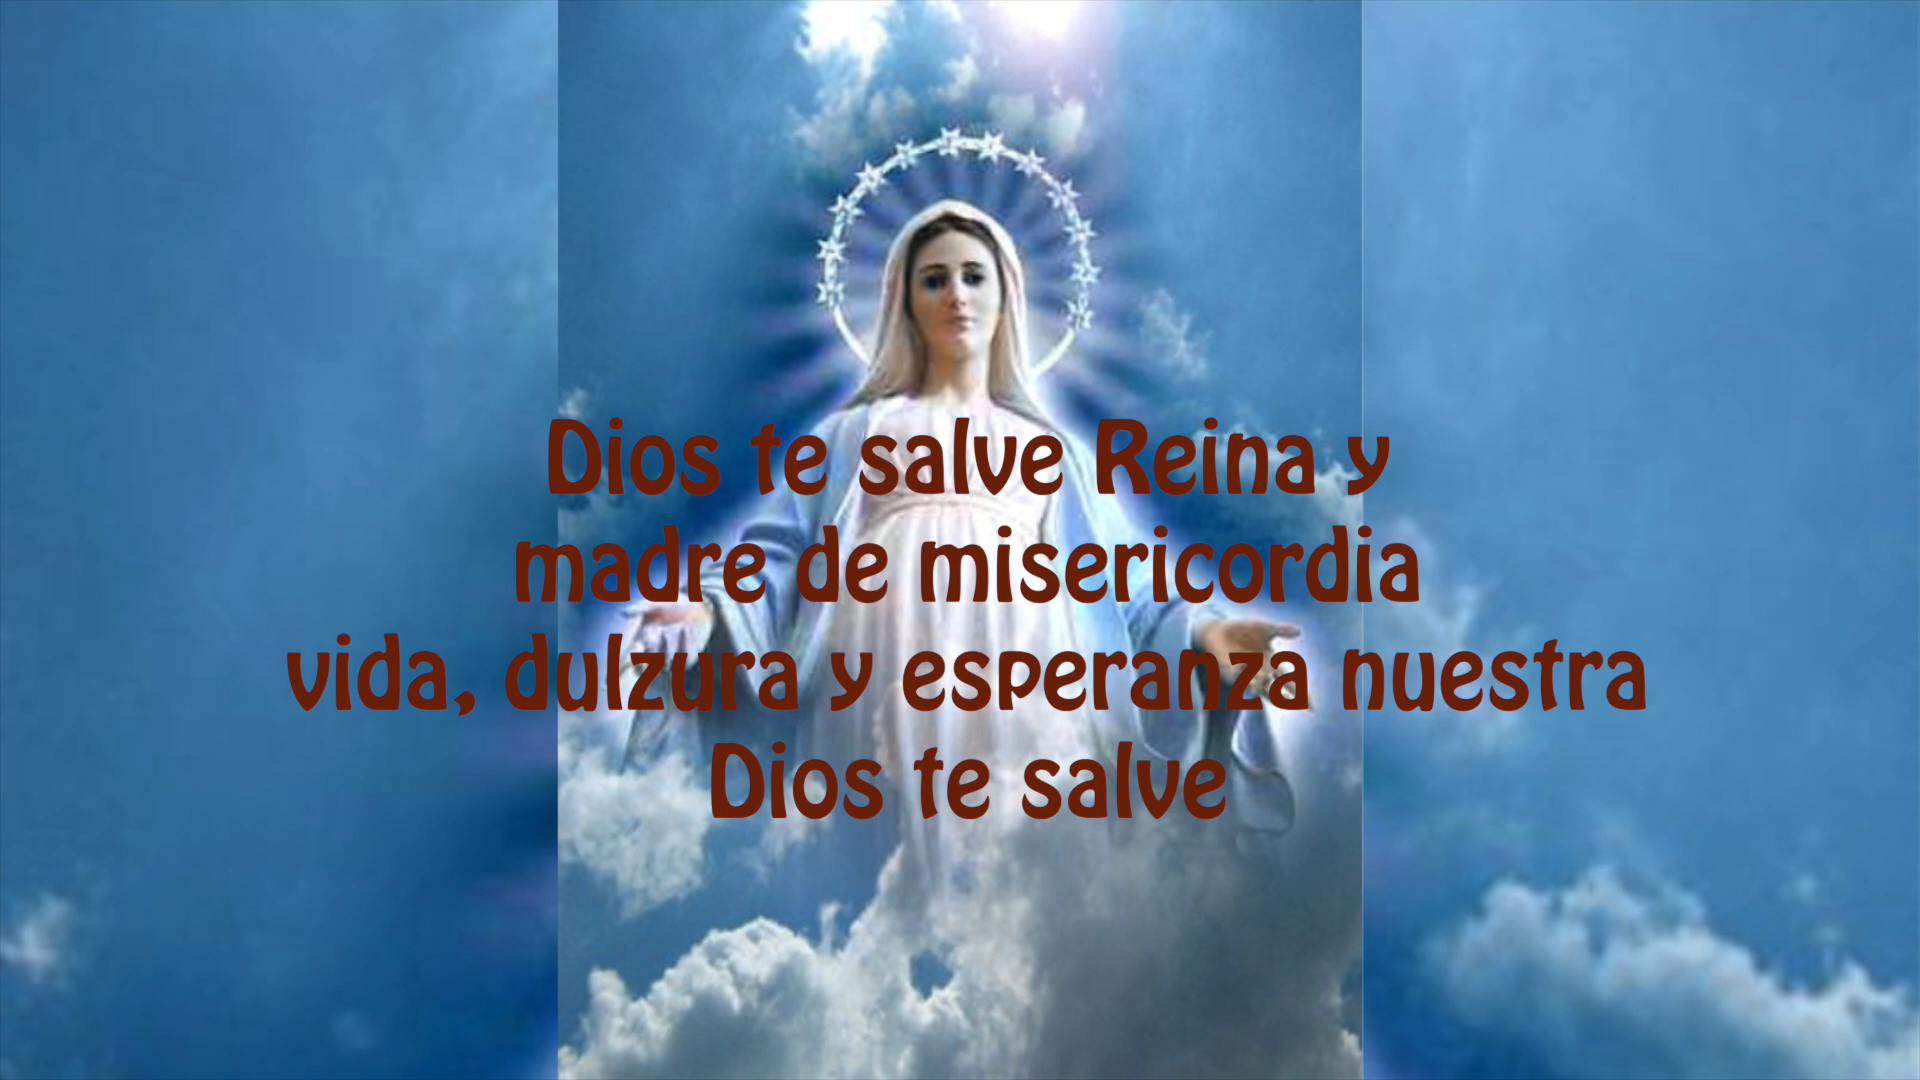 Dios te salve Reina y
madre de misericordia
vida, dulzura y esperanza nuestra
Dios te salve